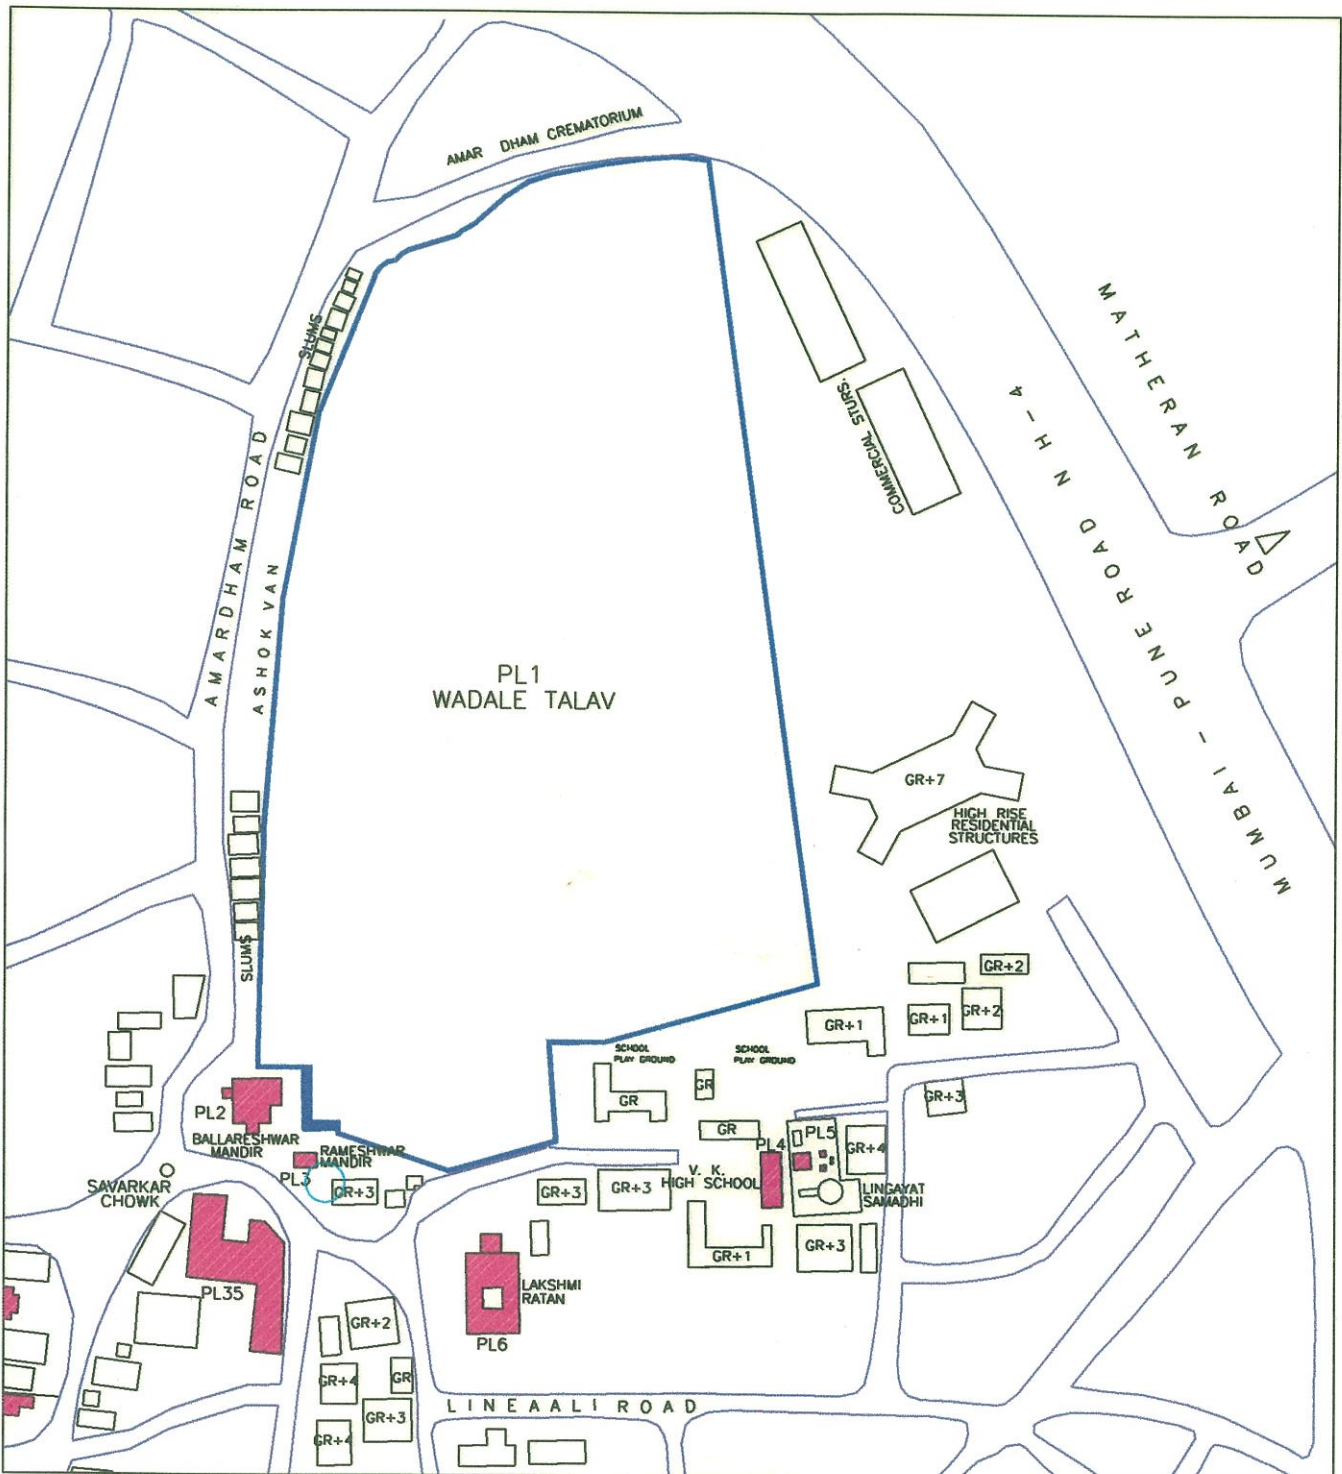 AMAR DHAM CREMATORIUM
SLUMS
MATHERAN ROAD
COMMERCIAL STURS.
MUMBAI - PUNE ROAD N H-4
AMARDHAM ROAD
ASHOK VAN
PL1
WADALE TALAV
GR+7
HIGH RISE
RESIDENTIAL
STRUCTURES
SLUMS
GR+2
GR+1
GR+2
GR+1
SCHOOL
PLAY GROUND
SCHOOL
PLAY GROUND
GR
GR
GR+3
PL2
BALLARESHWAR
MANDIR
GR
PL4
PL5
GR+4
RAMESHWAR
MANDIR
PL3
SAVARKAR
CHOWK
GR+3
GR+3
GR+3
V. K.
HIGH SCHOOL
LINGAYAT
SAMADHI
GR+1
GR+3
PL35
LAKSHMI
RATAN
PL6
GR+2
GR+4
GR
GR+3
GR+4
LINEAALI ROAD